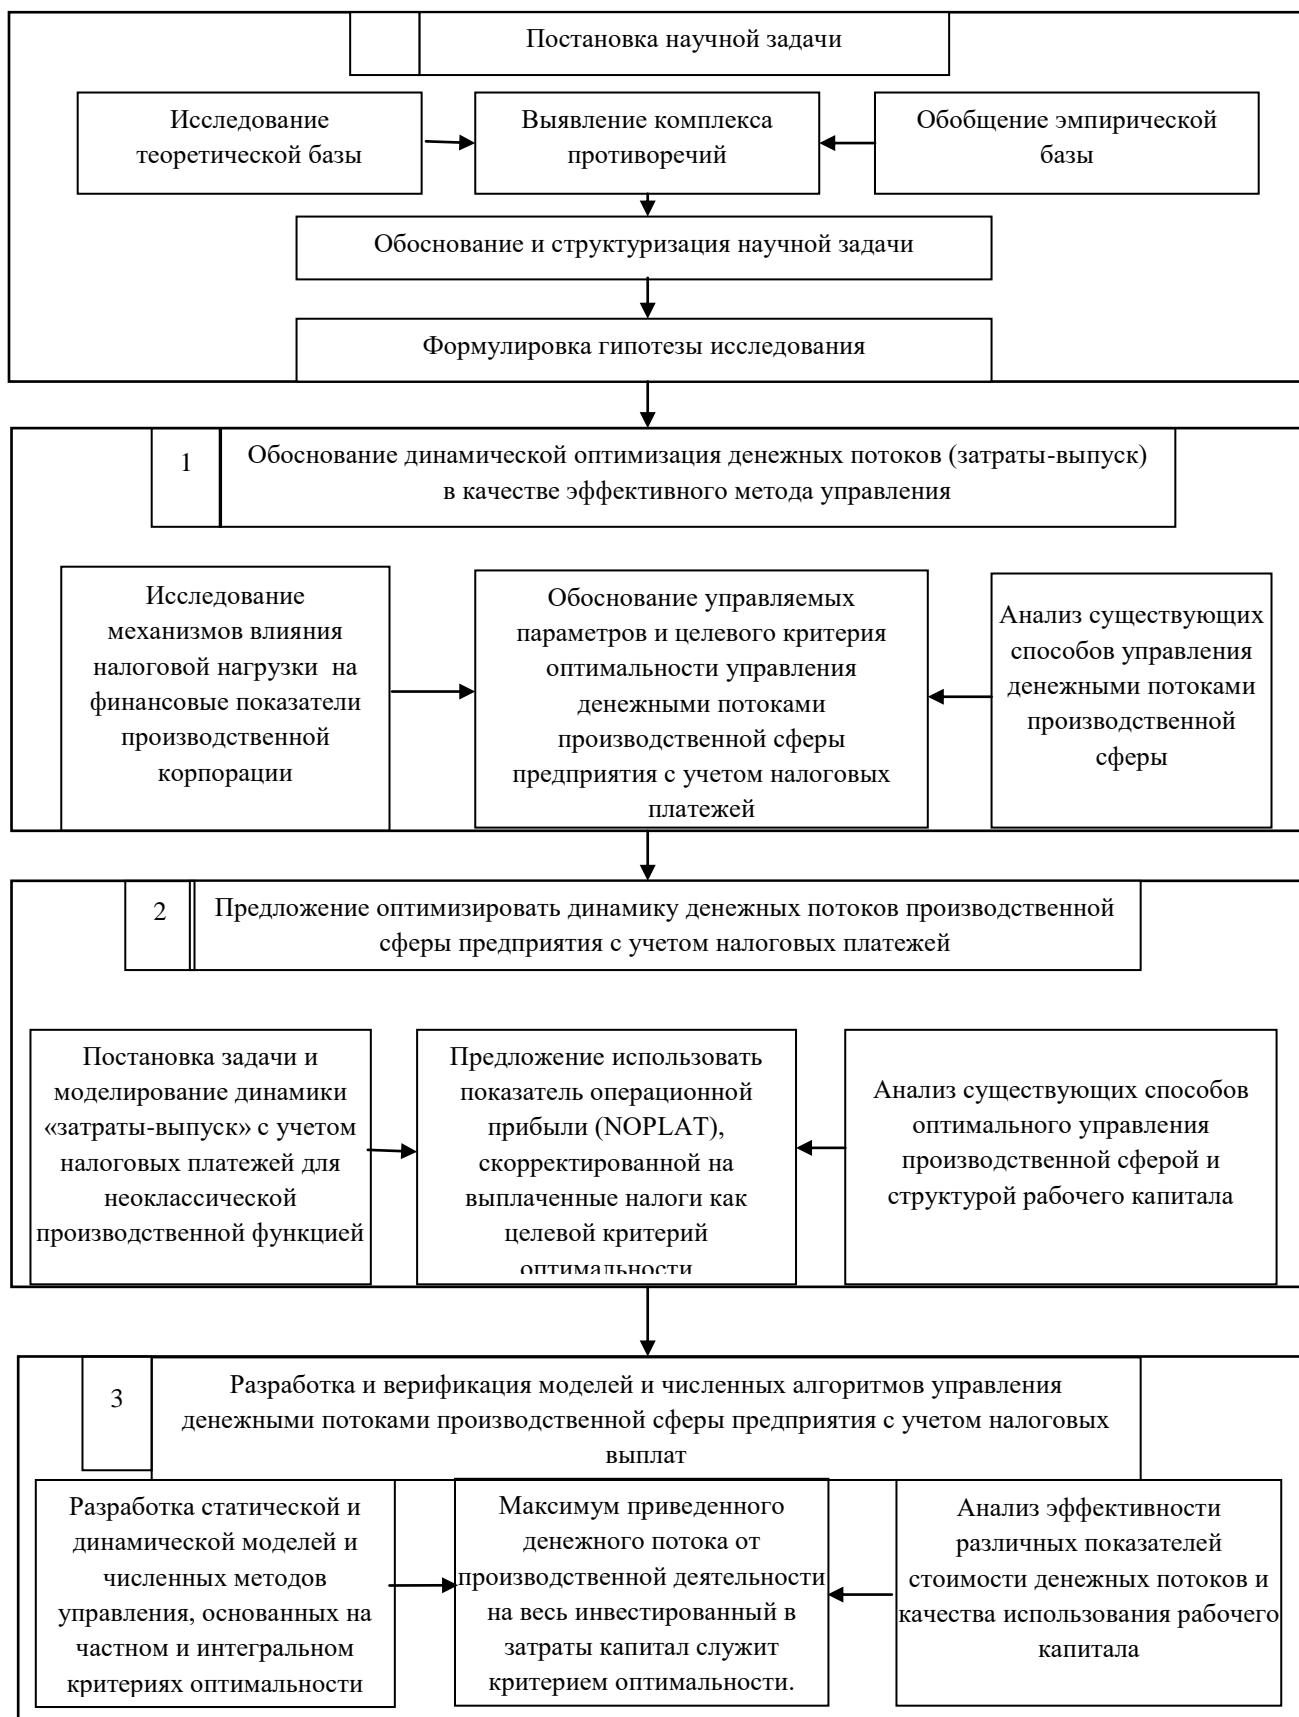 Постановка научной задачи
Исследование
теоретической базы
Выявление комплекса
противоречий
Обобщение эмпирической
базы
Обоснование и структуризация научной задачи
Формулировка гипотезы исследования
1
Обоснование динамической оптимизация денежных потоков (затраты-выпуск)
в качестве эффективного метода управления
Исследование
механизмов влияния
налоговой нагрузки на
финансовые показатели
производственной
корпорации
Обоснование управляемых
параметров и целевого критерия
оптимальности управления
денежными потоками
производственной сферы
предприятия с учетом налоговых
платежей
Анализ существующих
способов управления
денежными потоками
производственной
сферы
2
Предложение оптимизировать динамику денежных потоков производственной
сферы предприятия с учетом налоговых платежей
Постановка задачи и
моделирование динамики
«затраты-выпуск» с учетом
налоговых платежей для
неоклассической
производственной функцией
Предложение использовать
показатель операционной
прибыли (NOPLAT),
скорректированной на
выплаченные налоги как
целевой критерий
оптимальности
Анализ существующих способов
оптимального управления
производственной сферой и
структурой рабочего капитала
3
Разработка и верификация моделей и численных алгоритмов управления
денежными потоками производственной сферы предприятия с учетом налоговых
выплат
Разработка статической и
динамической моделей и
численных методов
управления, основанных на
частном и интегральном
критериях оптимальности
Максимум приведенного
денежного потока от
производственной деятельности
на весь инвестированный в
затраты капитал служит
критерием оптимальности.
Анализ эффективности
различных показателей
стоимости денежных потоков и
качества использования рабочего
капитала